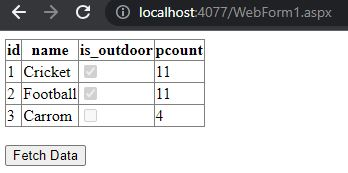 localhost:4077/WebForm1.aspx
id name is_outdoor pcount
1 Cricket 11
2 Football 11
3 Carrom 4
Fetch Data